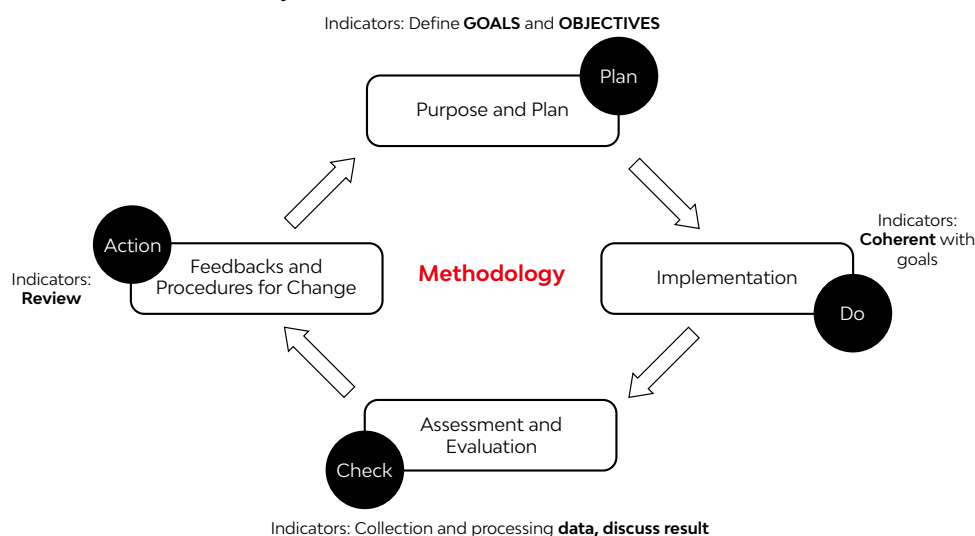 Indicators: Define GOALS and OBJECTIVES
Plan
Purpose and Plan
Indicators:
Coherent with
goals
Action
Feedbacks and
Procedures for Change
Methodology
Implementation
Indicators:
Review
Do
Assessment and
Evaluation
Check
Indicators: Collection and processing data, discuss result